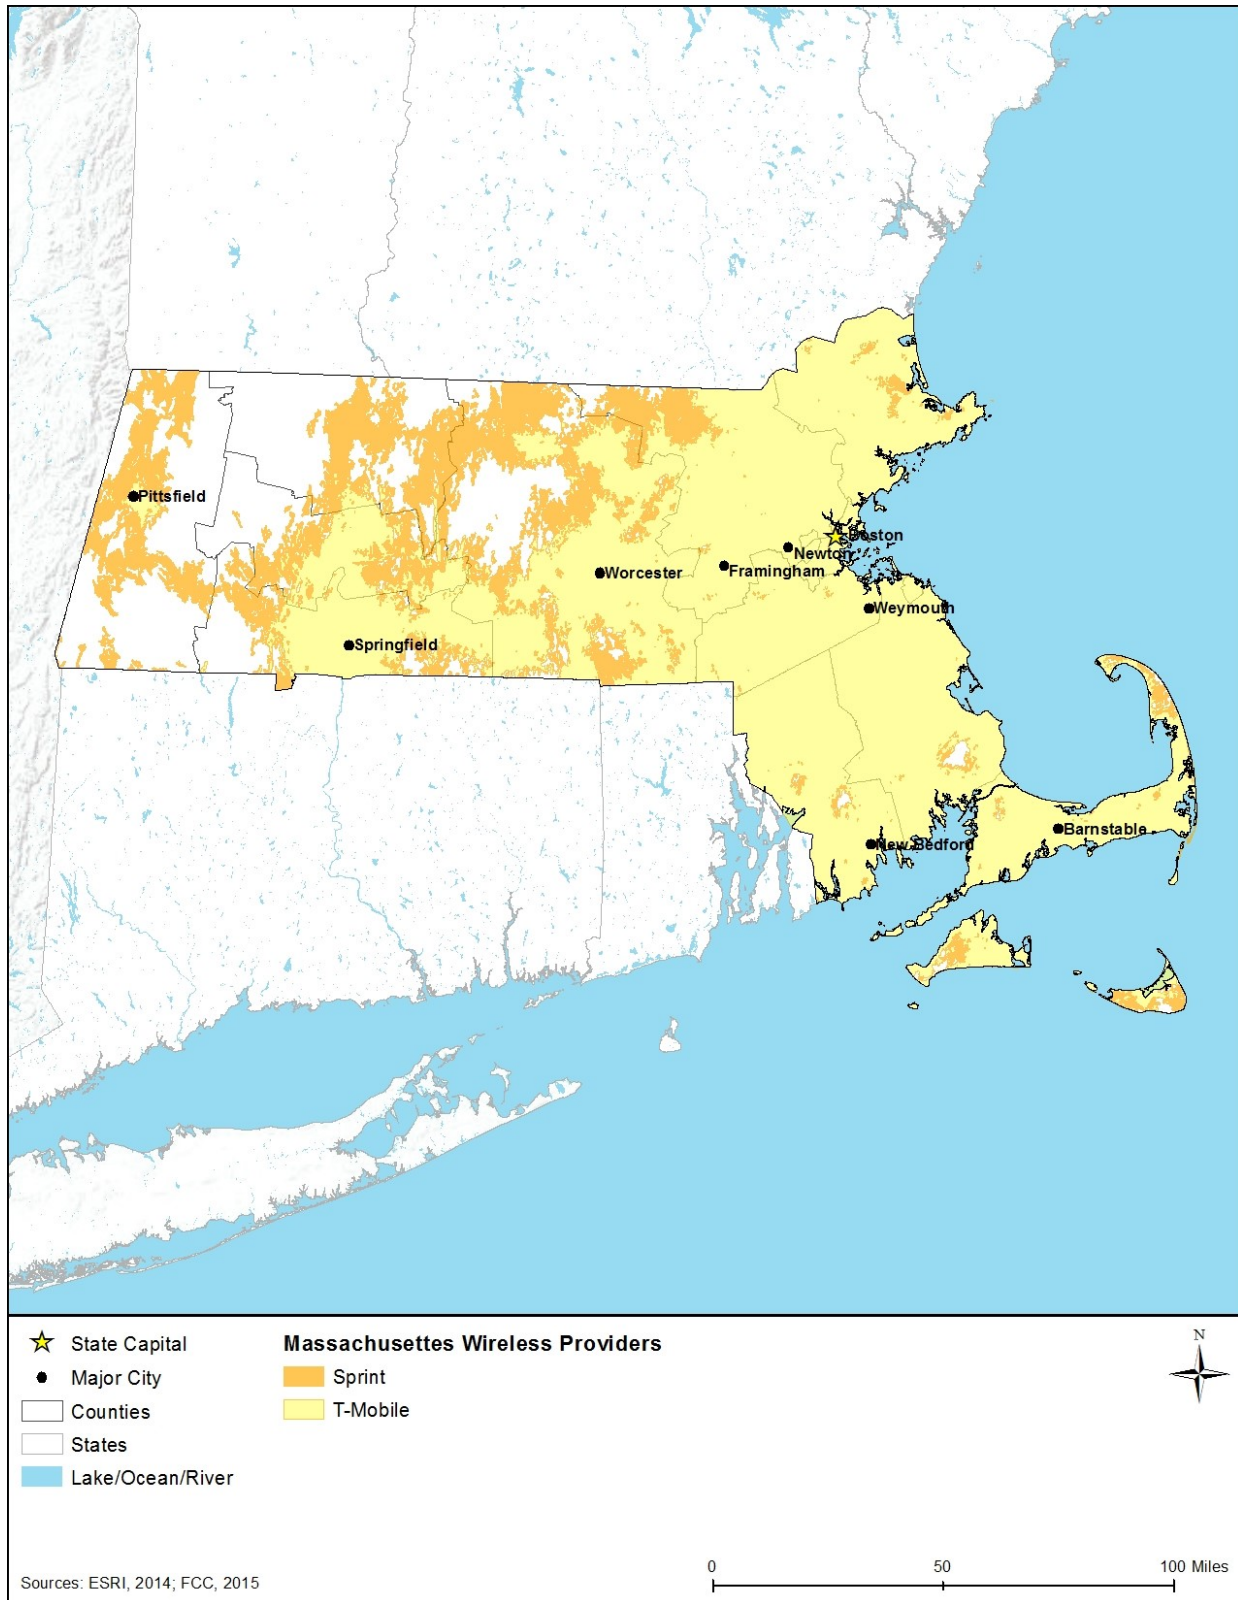 Pittsfield
Boston
Newton
Framingham
Worcester
Weymouth
Springfield
Barnstable
New Bedford
State Capital
Major City
Counties
States
Lake/Ocean/River
Massachusettes Wireless Providers
Sprint
T-Mobile
N
0 50 100 Miles
Sources: ESRI, 2014; FCC, 2015